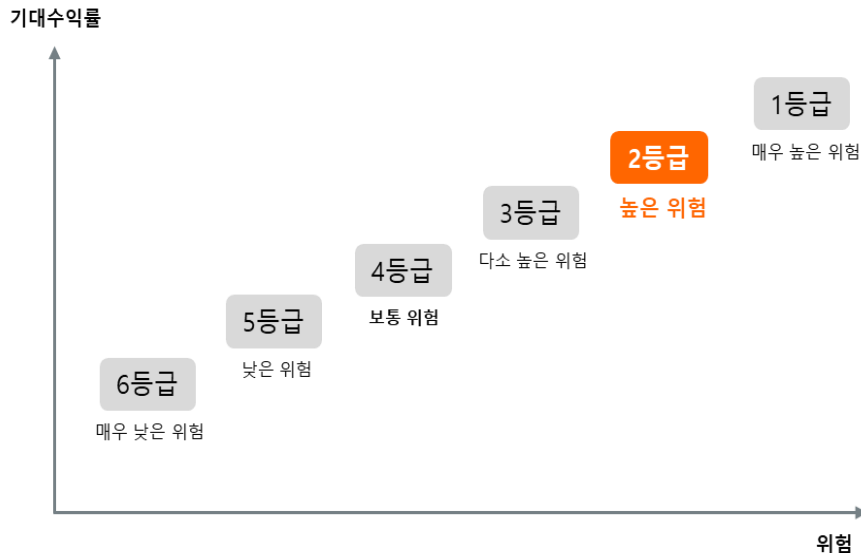 기대수익률
1등급
매우 높은 위험
2등급
높은 위험
3등급
다소 높은 위험
4등급
보통 위험
5등급
낮은 위험
6등급
매우 낮은 위험
위험